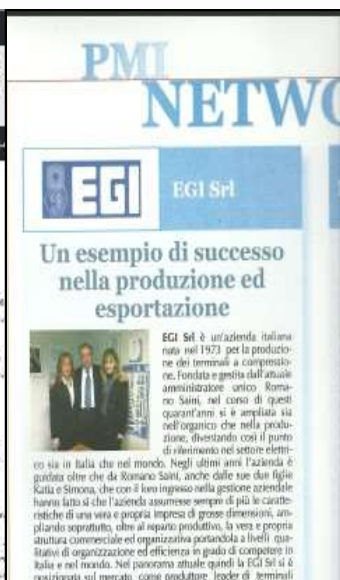 PMI
NETWO
EGI
EGI Srl
Un esempio di successo
nella produzione ed
esportazione
EGI Srl è un'azienda italiana
nata nel 1973 per la produzio-
ne dei terminali a compressio-
ne. Fondata e gestita dall'attuale
amministratore unico Roma-
no Saini, nel corso di questi
quarant'anni si è ampliata sia
nell'organico che nella produ-
zione, diventando così il punto
di riferimento nel settore elettri-
co sia in Italia che nel mondo. Negli ultimi anni l'azienda è
guidata oltre che da Romano Saini, anche dalle sue due figlie
Katia e Simona, che con il loro ingresso nella gestione aziendale
hanno fatto sì che l'azienda assumesse sempre di più le caratte-
ristiche di una vera e propria impresa di grosse dimensioni, am-
pliando soprattutto, oltre al reparto produttivo, la vera e propria
struttura commerciale ed organizzativa portandola a livelli qua-
litativi di organizzazione ed efficienza in grado di competere in
Italia e nel mondo. Nel panorama attuale quindi la EGI Srl si è
posizionata sul mercato come produttore leader di terminali